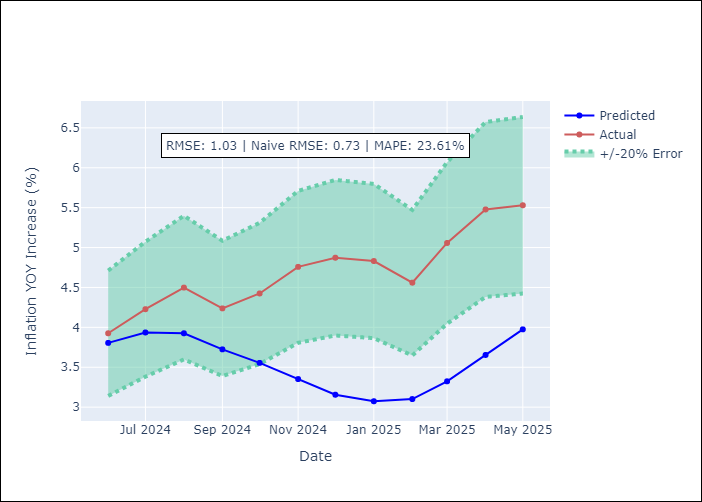 RMSE: 1.03 | Naive RMSE: 0.73 | MAPE: 23.61%
Predicted
Actual
+/-20% Error
Inflation YOY Increase (%)
6.5
6
5.5
5
4.5
4
3.5
3
Jul 2024
Sep 2024
Nov 2024
Jan 2025
Mar 2025
May 2025
Date